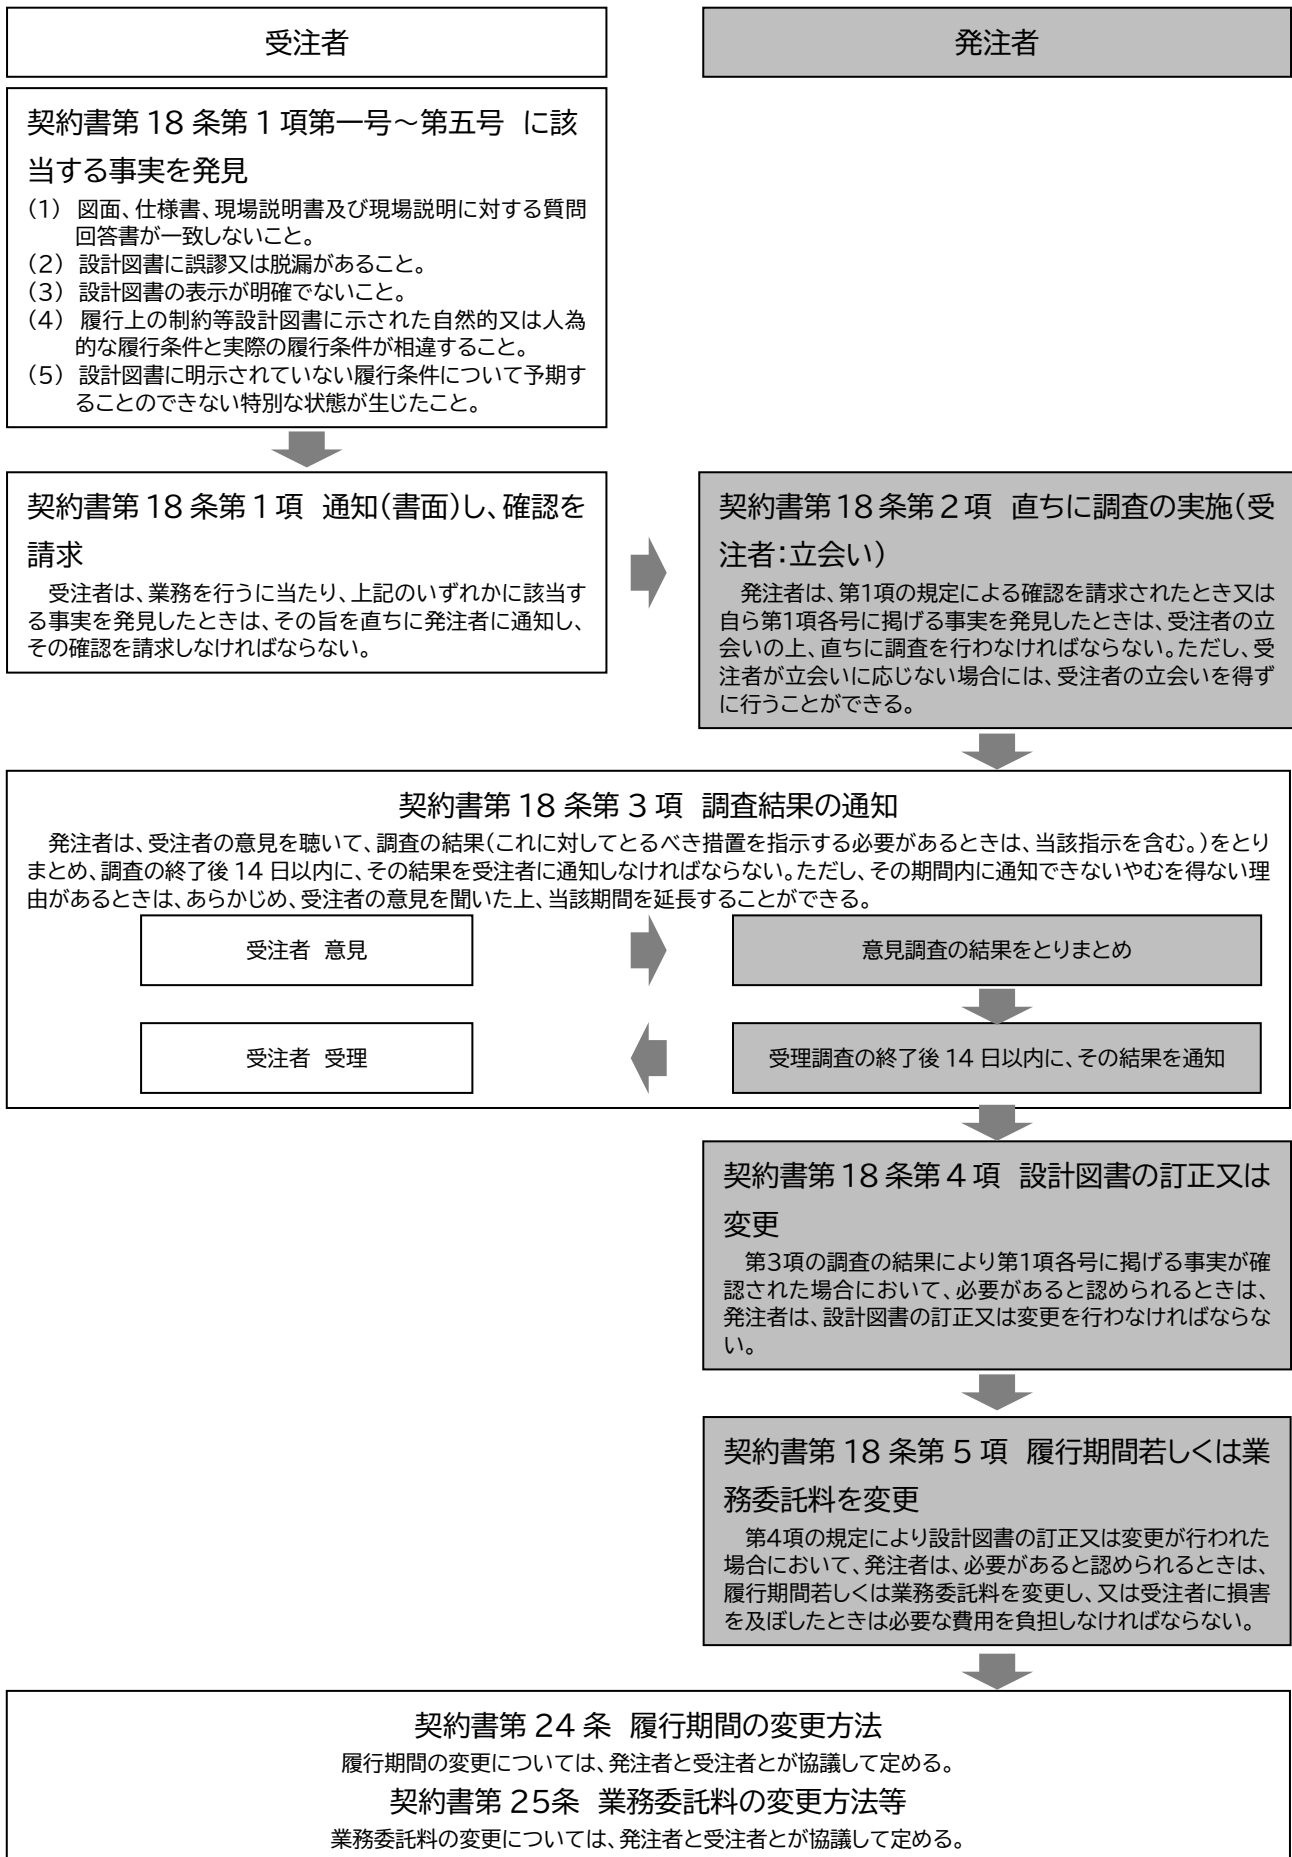 受注者
発注者
契約書第 18 条第 1 項第一号～第五号 に該
当する事実を発見
(1) 図面、仕様書、現場説明書及び現場説明に対する質問
回答書が一致しないこと。
(2) 設計図書に誤謬又は脱漏があること。
(3) 設計図書の表示が明確でないこと。
(4) 履行上の制約等設計図書に示された自然的又は人為
的な履行条件と実際の履行条件が相違すること。
(5) 設計図書に明示されていない履行条件について予期す
ることのできない特別な状態が生じたこと。
契約書第 18 条第 1 項 通知(書面)し、確認を
請求
受注者は、業務を行うに当たり、上記のいずれかに該当す
る事実を発見したときは、その旨を直ちに発注者に通知し、
その確認を請求しなければならない。
契約書第 18 条第 2 項 直ちに調査の実施(受
注者:立会い)
発注者は、第1項の規定による確認を請求されたとき又は
自ら第1項各号に掲げる事実を発見したときは、受注者の立
会いの上、直ちに調査を行わなければならない。ただし、受
注者が立会いに応じない場合には、受注者の立会いを得ず
に行うことができる。
契約書第 18 条第 3 項 調査結果の通知
発注者は、受注者の意見を聴いて、調査の結果(これに対してとるべき措置を指示する必要があるときは、当該指示を含む。)をとり
まとめ、調査の終了後 14 日以内に、その結果を受注者に通知しなければならない。ただし、その期間内に通知できないやむを得ない理
由があるときは、あらかじめ、受注者の意見を聞いた上、当該期間を延長することができる。
受注者 意見
意見調査の結果をとりまとめ
受注者 受理
受理調査の終了後 14 日以内に、その結果を通知
契約書第 18 条第 4 項 設計図書の訂正又は
変更
第3項の調査の結果により第1項各号に掲げる事実が確
認された場合において、必要があると認められるときは、
発注者は、設計図書の訂正又は変更を行わなければならな
い。
契約書第 18 条第 5 項 履行期間若しくは業
務委託料を変更
第4項の規定により設計図書の訂正又は変更が行われた
場合において、発注者は、必要があると認められるときは、
履行期間若しくは業務委託料を変更し、又は受注者に損害
を及ぼしたときは必要な費用を負担しなければならない。
契約書第 24 条 履行期間の変更方法
履行期間の変更については、発注者と受注者とが協議して定める。
契約書第 25条 業務委託料の変更方法等
業務委託料の変更については、発注者と受注者とが協議して定める。